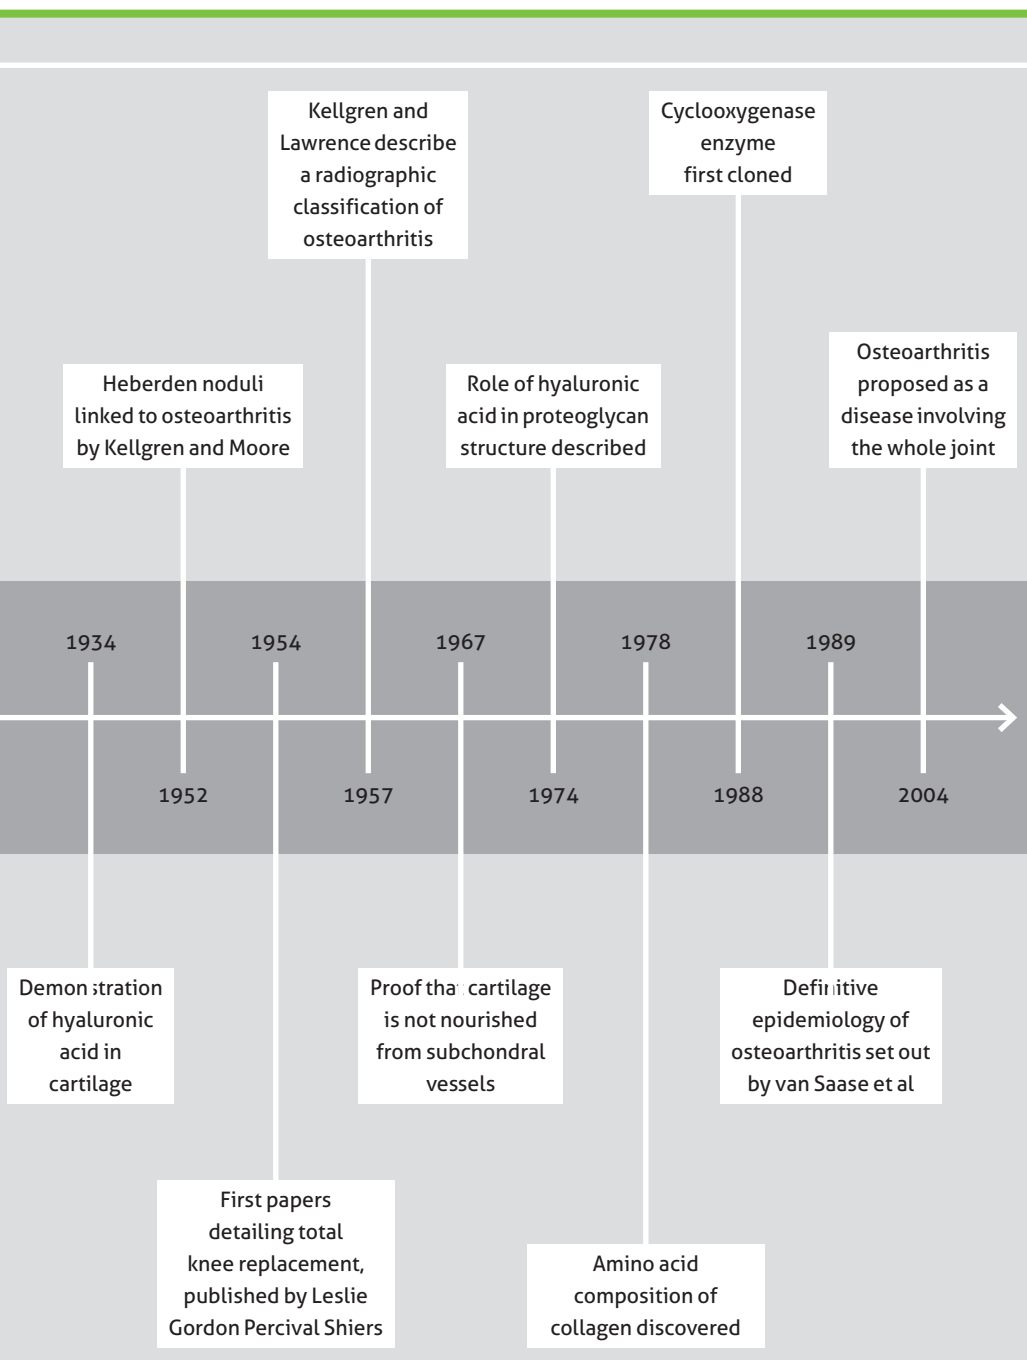 Kellgren and
Lawrence describe
a radiographic
classification of
osteoarthritis
Cyclooxygenase
enzyme
first cloned
Heberden noduli
linked to osteoarthritis
by Kellgren and Moore
Role of hyaluronic
acid in proteoglycan
structure described
Osteoarthritis
proposed as a
disease involving
the whole joint
1934
1954
1967
1978
1989
1952
1957
1974
1988
2004
Demonstration
of hyaluronic
acid in
cartilage
Proof that cartilage
is not nourished
from subchondral
vessels
Definitive
epidemiology of
osteoarthritis set out
by van Saase et al
First papers
detailing total
knee replacement,
published by Leslie
Gordon Percival Shiers
Amino acid
composition of
collagen discovered